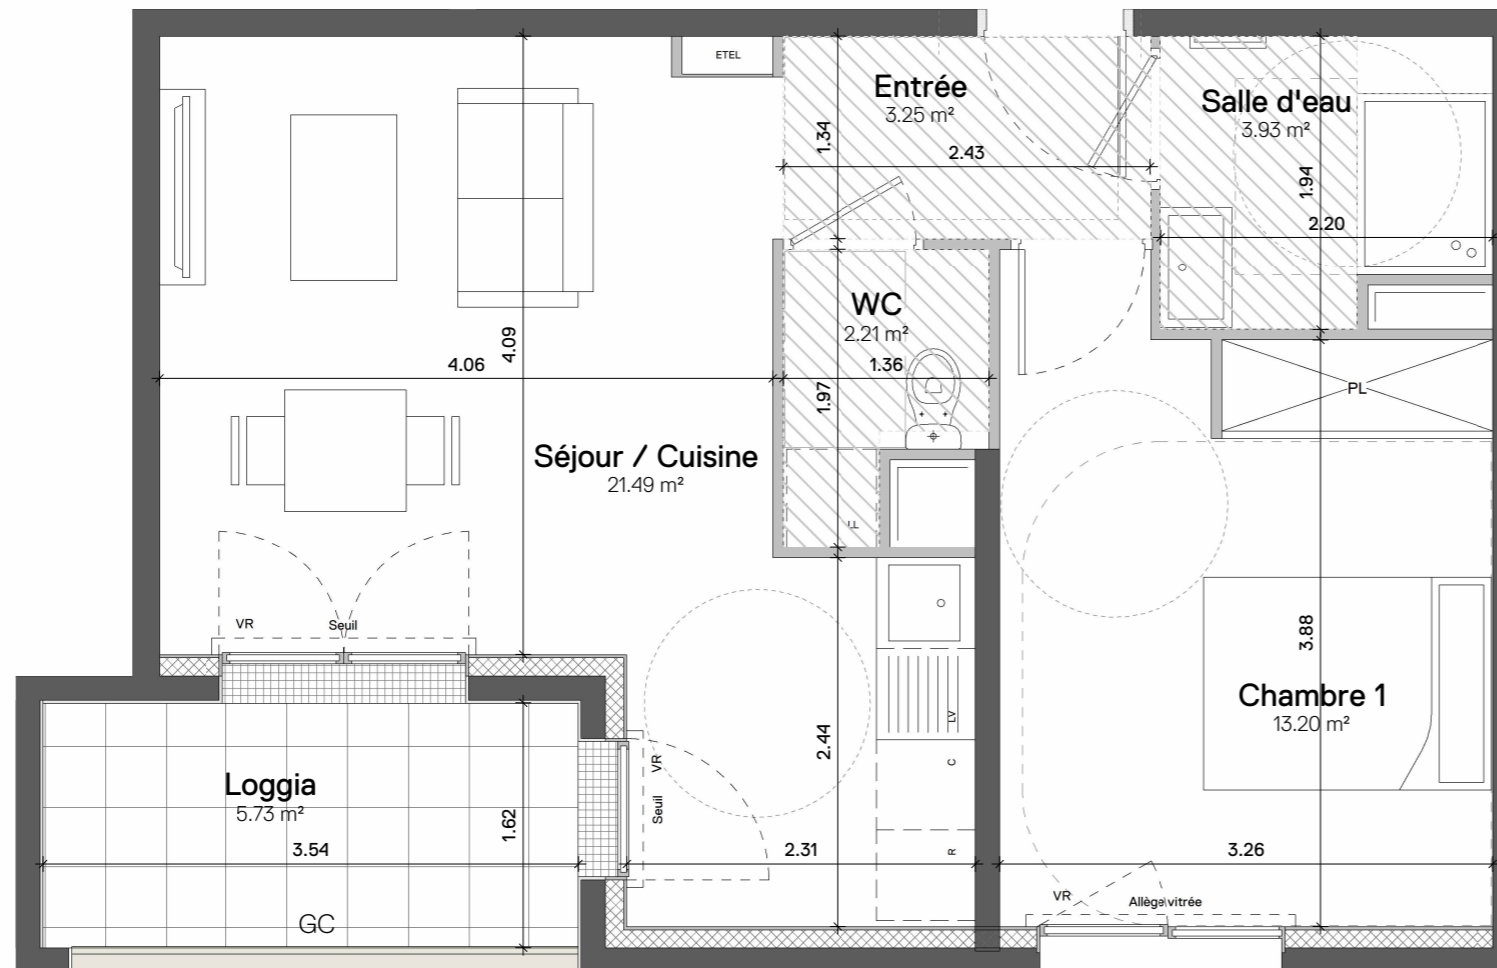 ETEL
Entrée
3.25 m²
1.34
2.43
Salle d'eau
3.93 m²
1.94
2.20
WC
2.21 m²
1.36
1.97
4.09
4.06
PL
Séjour / Cuisine
21.49 m²
VR
Seuil
3.88
Chambre 1
13.20 m²
LV
2.44
VR
C
Loggia
5.73 m²
Seuil
1.62
3.54
2.31
R
3.26
VR
Allège vitrée
GC